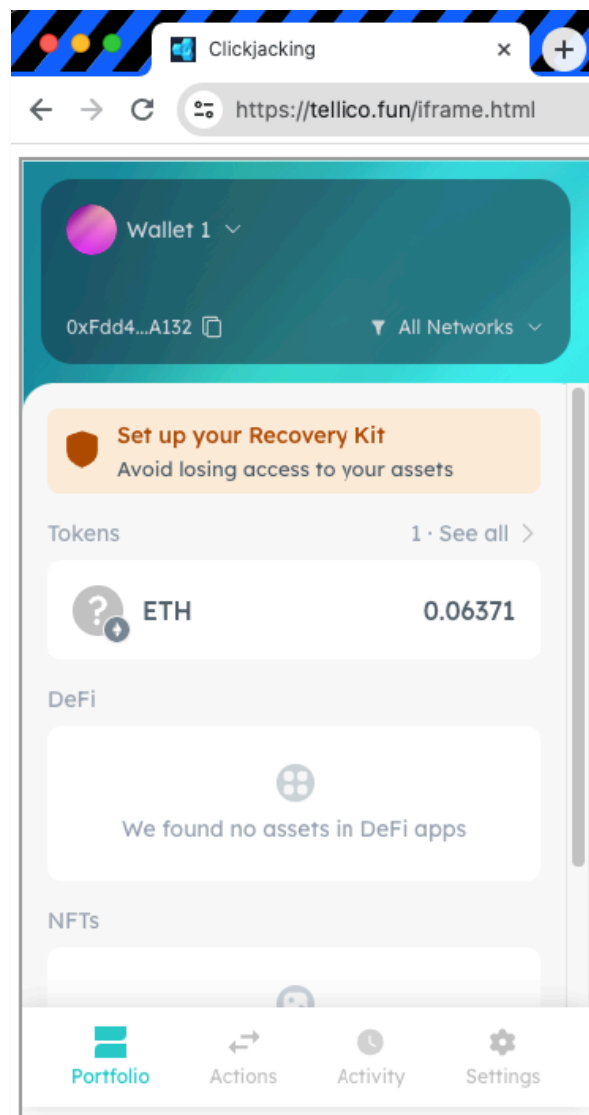 Clickjacking
https://tellico.fun/iframe.html
Wallet 1
0xFdd4...A132 All Networks
Set up your Recovery Kit
Avoid losing access to your assets
Tokens 1 · See all
? ETH 0.06371
DeFi
We found no assets in DeFi apps
NFTs
Portfolio Actions Activity Settings